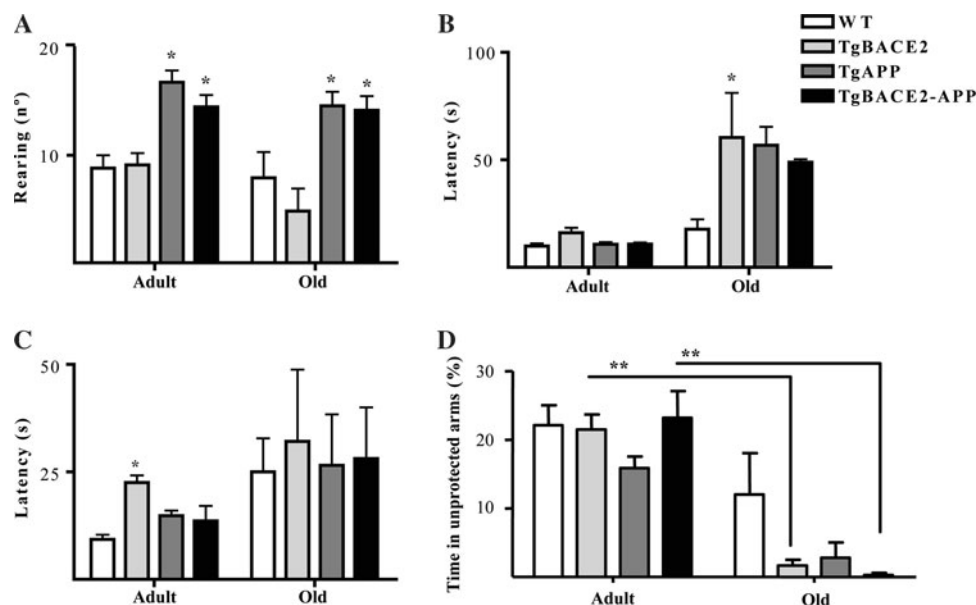 A
Rearing (nº)
20
10
*
*
*
*
Adult
Old
B
Latency (s)
100
50
*
Adult
Old
WT
TgBACE2
TgAPP
TgBACE2-APP
C
Latency (s)
50
25
*
Adult
Old
D
Time in unprotected arms (%)
30
20
10
**
**
Adult
Old